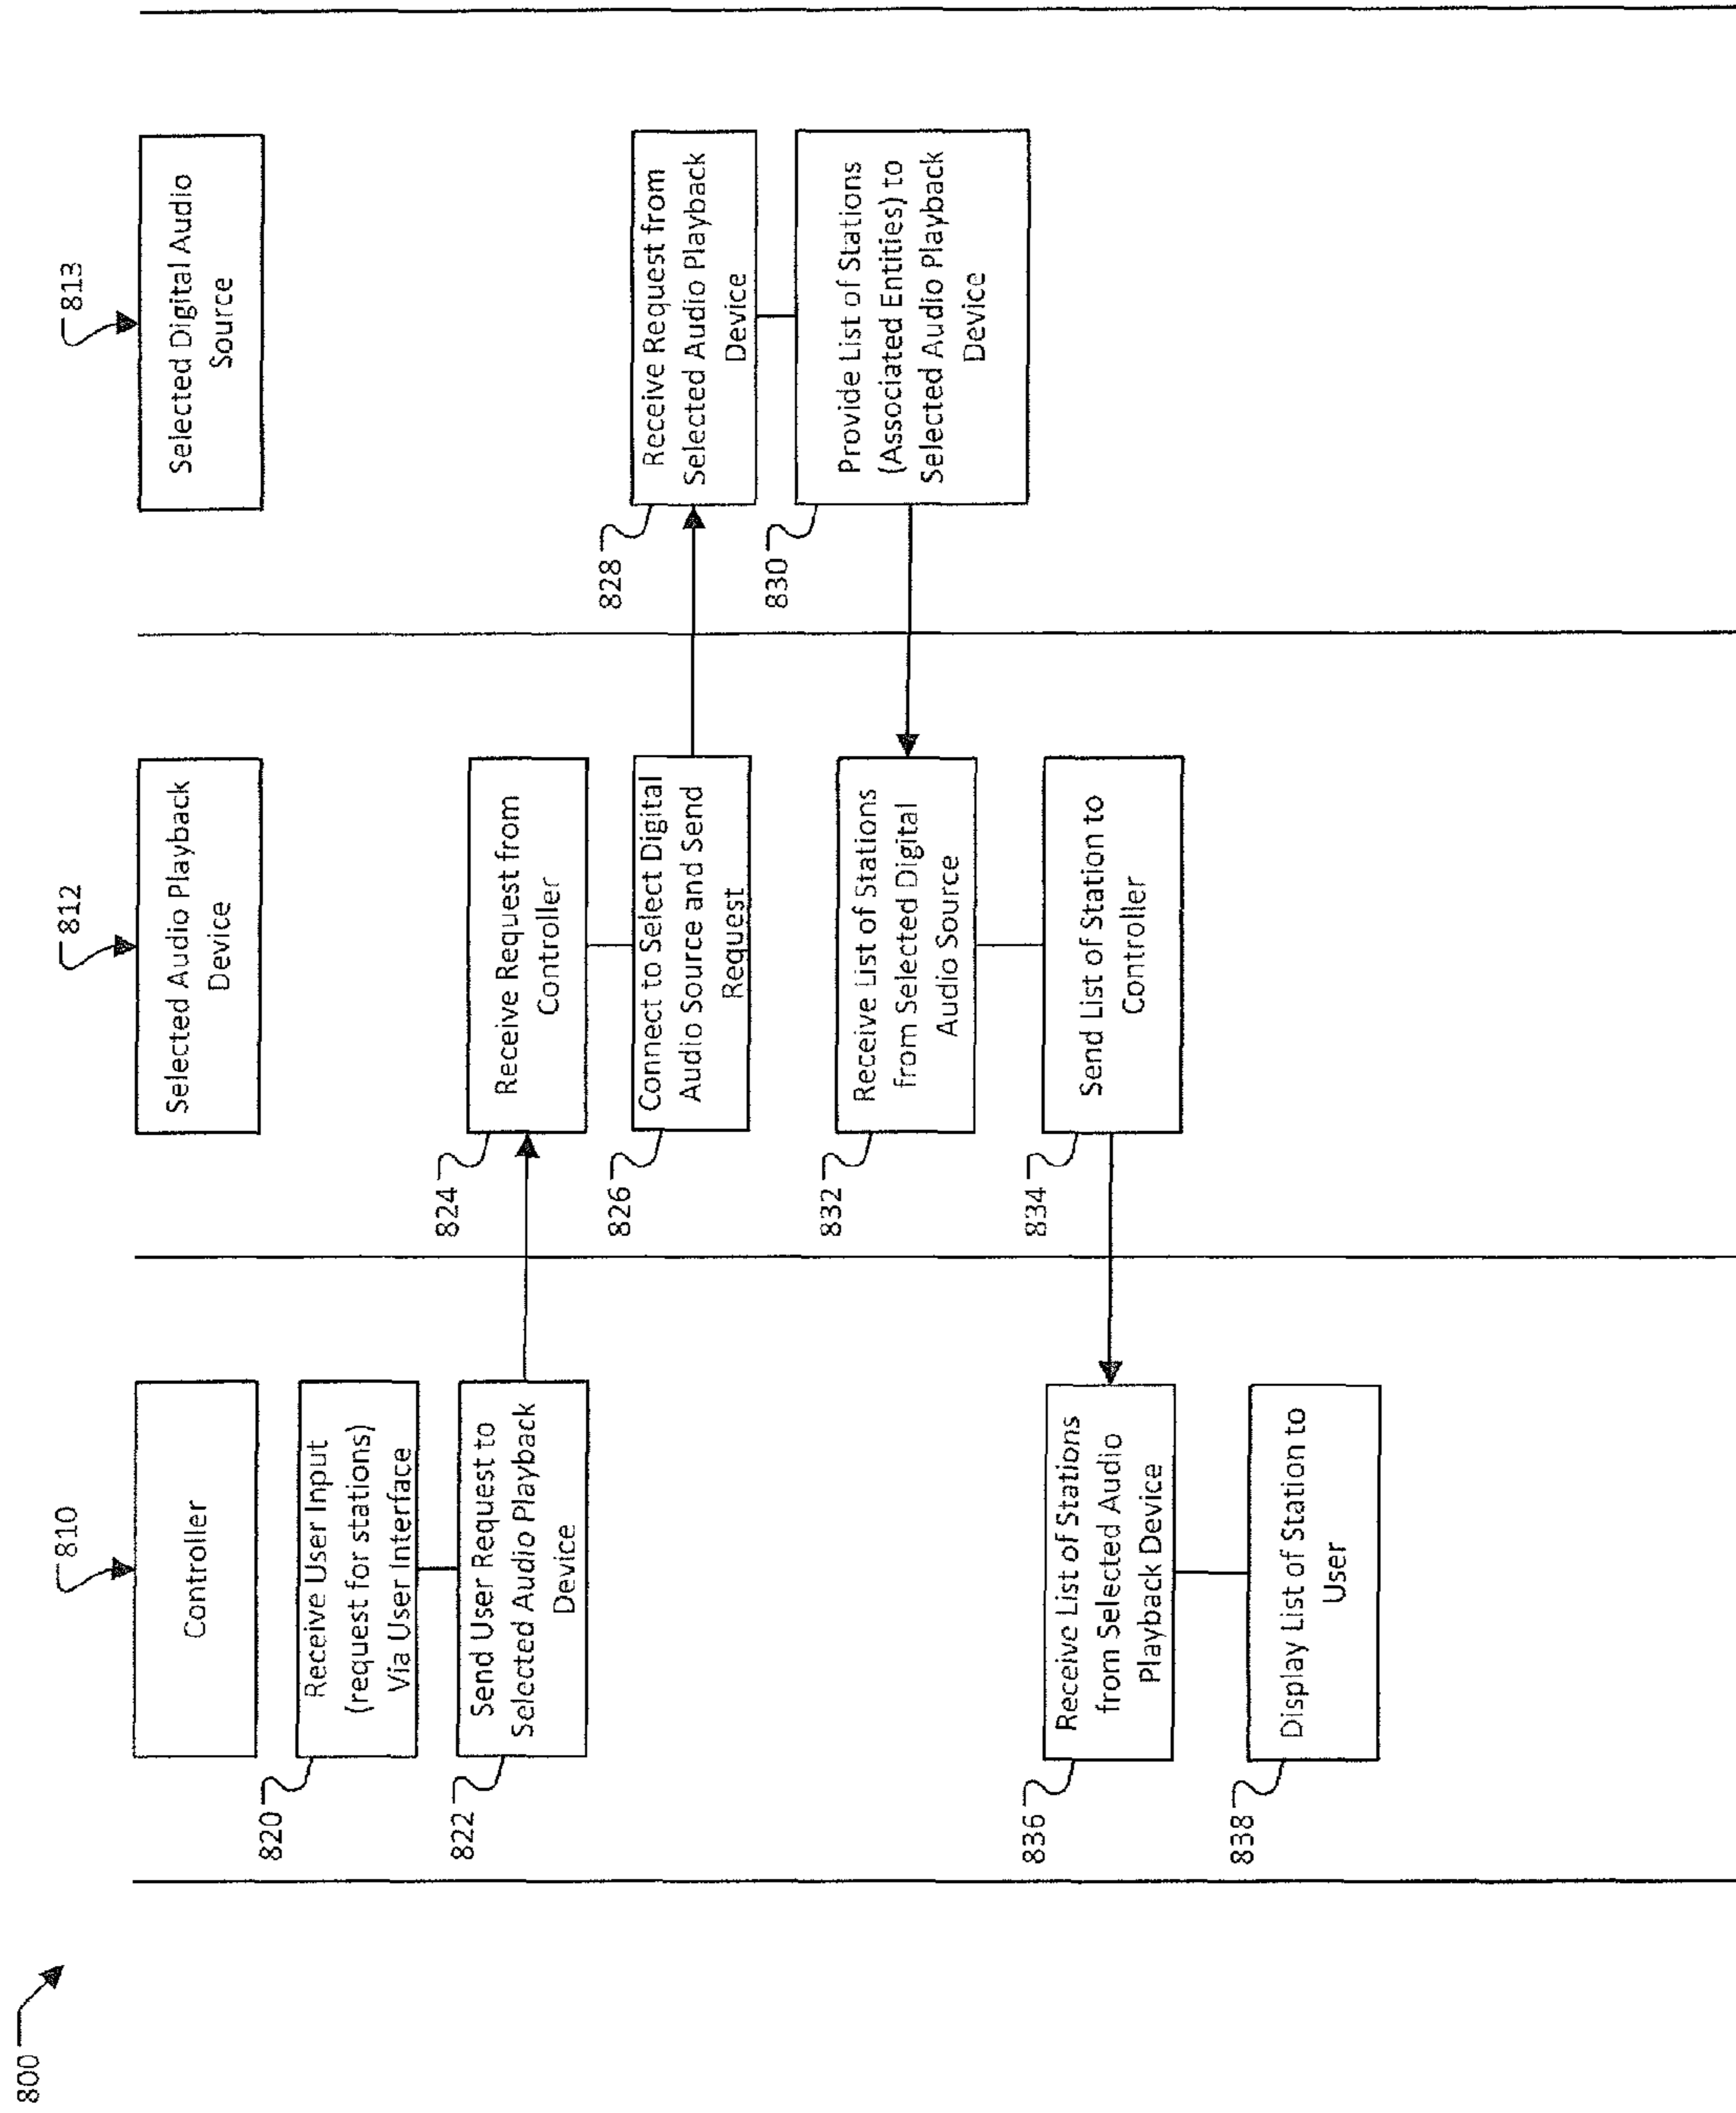 800
810
Controller
820
Receive User Input
(request for stations)
Via User Interface
822
Send User Request to
Selected Audio Playback
Device
836
Receive List of Stations
from Selected Audio
Playback Device
838
Display List of Station to
User
812
Selected Audio Playback
Device
824
Receive Request from
Controller
826
Connect to Select Digital
Audio Source and Send
Request
832
Receive List of Stations
from Selected Digital
Audio Source
834
Send List of Station to
Controller
813
Selected Digital Audio
Source
828
Receive Request from
Selected Audio Playback
Device
830
Provide List of Stations
(Associated Entities) to
Selected Audio Playback
Device